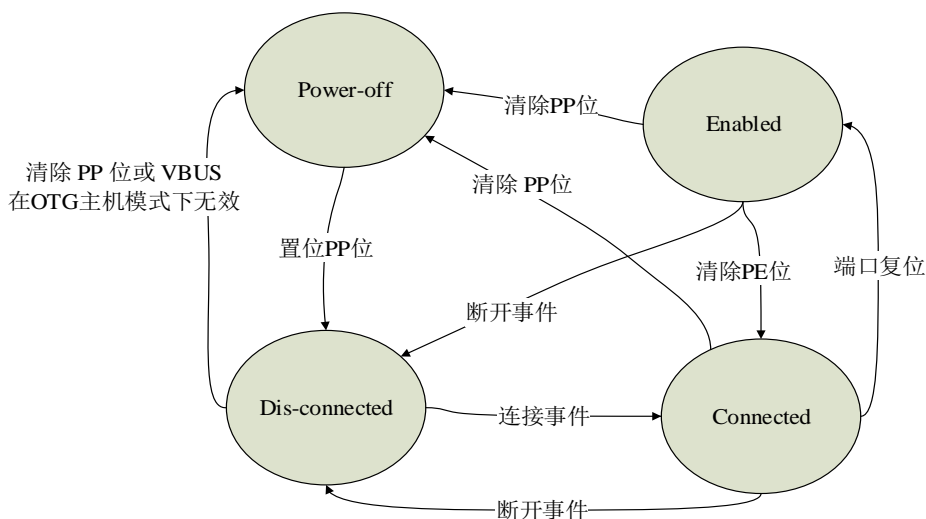 Power-off
Enabled
清除PP位
清除 PP 位或 VBUS
在OTG主机模式下无效
清除 PP位
置位PP位
清除PE位
端口复位
断开事件
Dis-connected
连接事件
Connected
断开事件